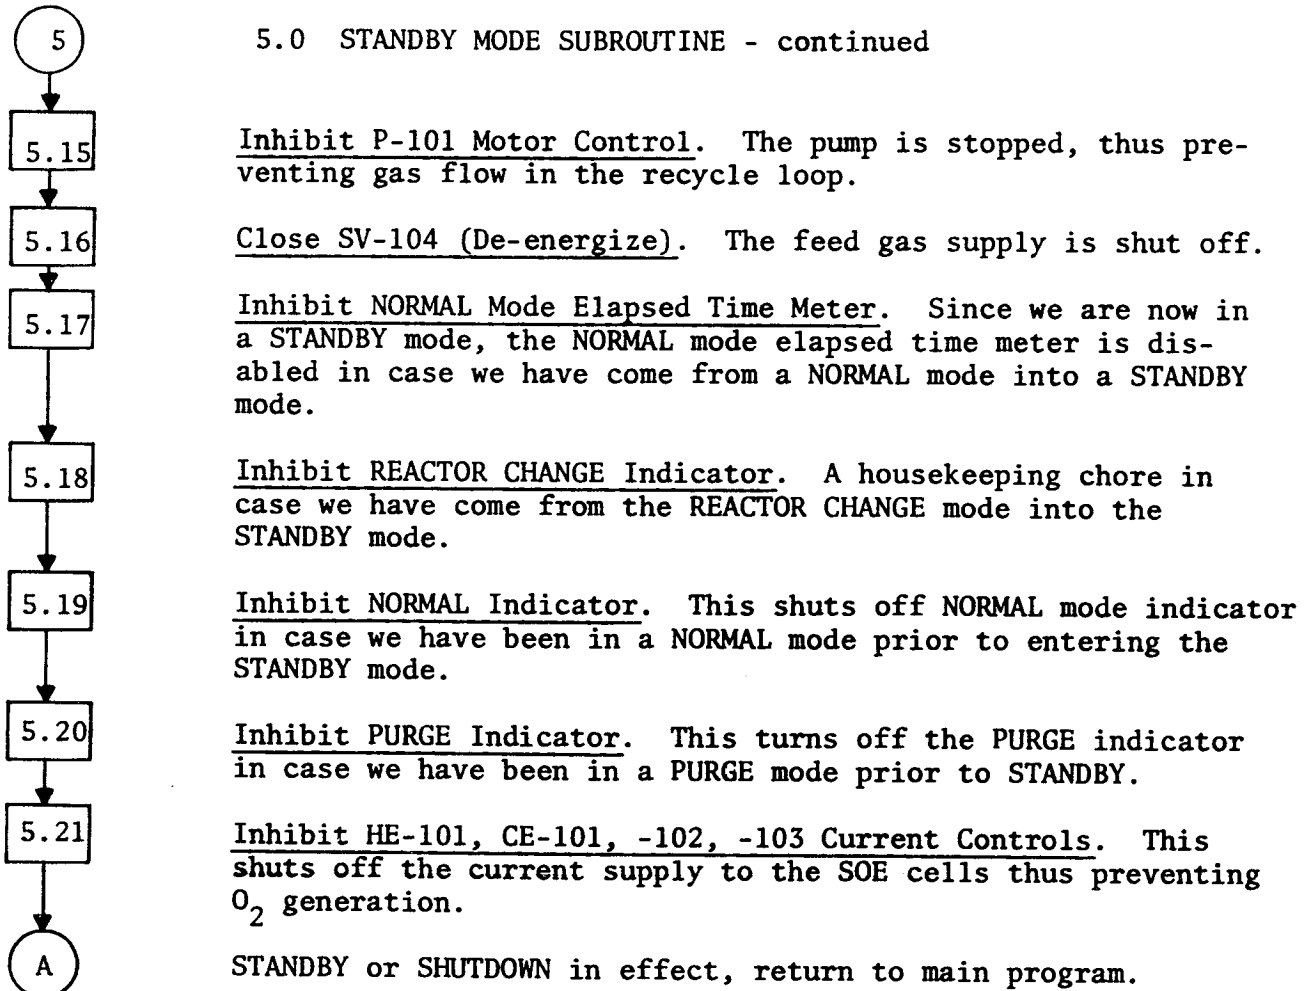 5
5.0 STANDBY MODE SUBROUTINE - continued
5.15
Inhibit P-101 Motor Control. The pump is stopped, thus pre-
venting gas flow in the recycle loop.
5.16
Close SV-104 (De-energize). The feed gas supply is shut off.
5.17
Inhibit NORMAL Mode Elapsed Time Meter. Since we are now in
a STANDBY mode, the NORMAL mode elapsed time meter is dis-
abled in case we have come from a NORMAL mode into a STANDBY
mode.
5.18
Inhibit REACTOR CHANGE Indicator. A housekeeping chore in
case we have come from the REACTOR CHANGE mode into the
STANDBY mode.
5.19
Inhibit NORMAL Indicator. This shuts off NORMAL mode indicator
in case we have been in a NORMAL mode prior to entering the
STANDBY mode.
5.20
Inhibit PURGE Indicator. This turns off the PURGE indicator
in case we have been in a PURGE mode prior to STANDBY.
5.21
Inhibit HE-101, CE-101, -102, -103 Current Controls. This
shuts off the current supply to the SOE cells thus preventing
O2 generation.
A
STANDBY or SHUTDOWN in effect, return to main program.